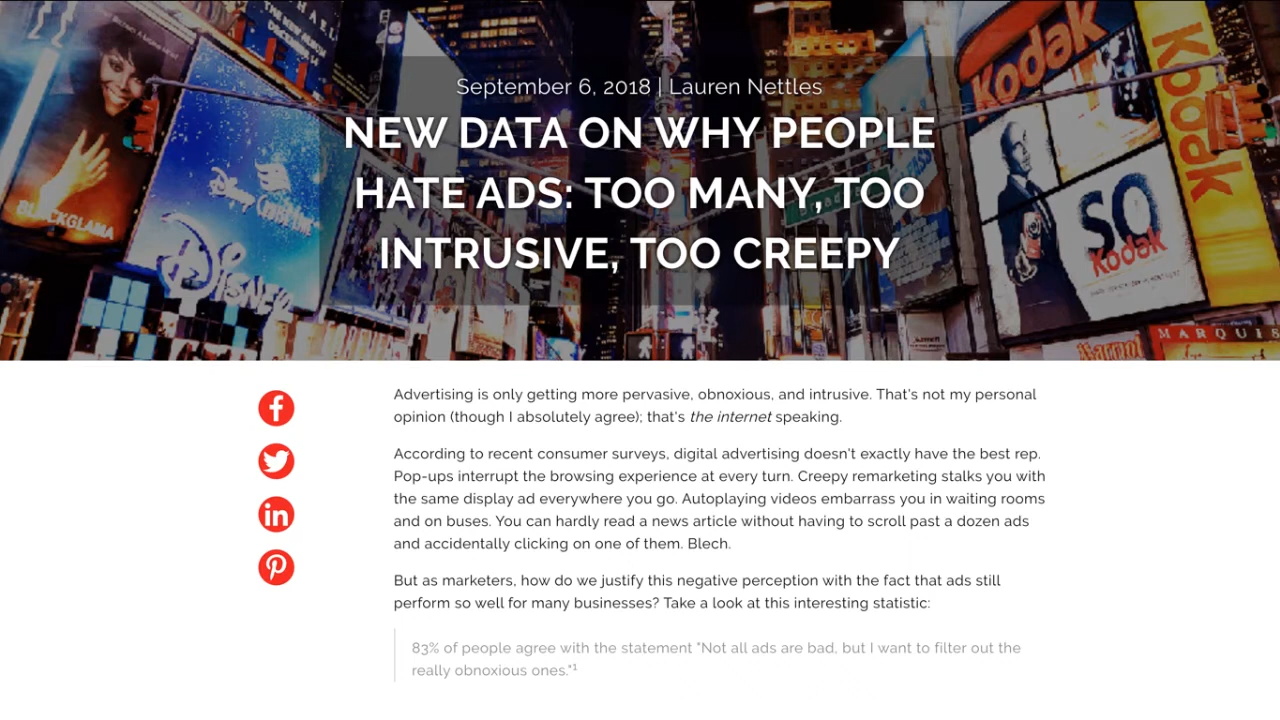 September 6, 2018 | Lauren Nettles
NEW DATA ON WHY PEOPLE
HATE ADS: TOO MANY, TOO
INTRUSIVE, TOO CREEPY
BLACKGLAMA
Disney
Kodak
Kodak
SO
Kodak
MARQUIS
Advertising is only getting more pervasive, obnoxious, and intrusive. That's not my personal
opinion (though I absolutely agree); that's the internet speaking.
According to recent consumer surveys, digital advertising doesn't exactly have the best rep.
Pop-ups interrupt the browsing experience at every turn. Creepy remarketing stalks you with
the same display ad everywhere you go. Autoplaying videos embarrass you in waiting rooms
and on buses. You can hardly read a news article without having to scroll past a dozen ads
and accidentally clicking on one of them. Blech.
But as marketers, how do we justify this negative perception with the fact that ads still
perform so well for many businesses? Take a look at this interesting statistic:
83% of people agree with the statement "Not all ads are bad, but I want to filter out the
really obnoxious ones."¹